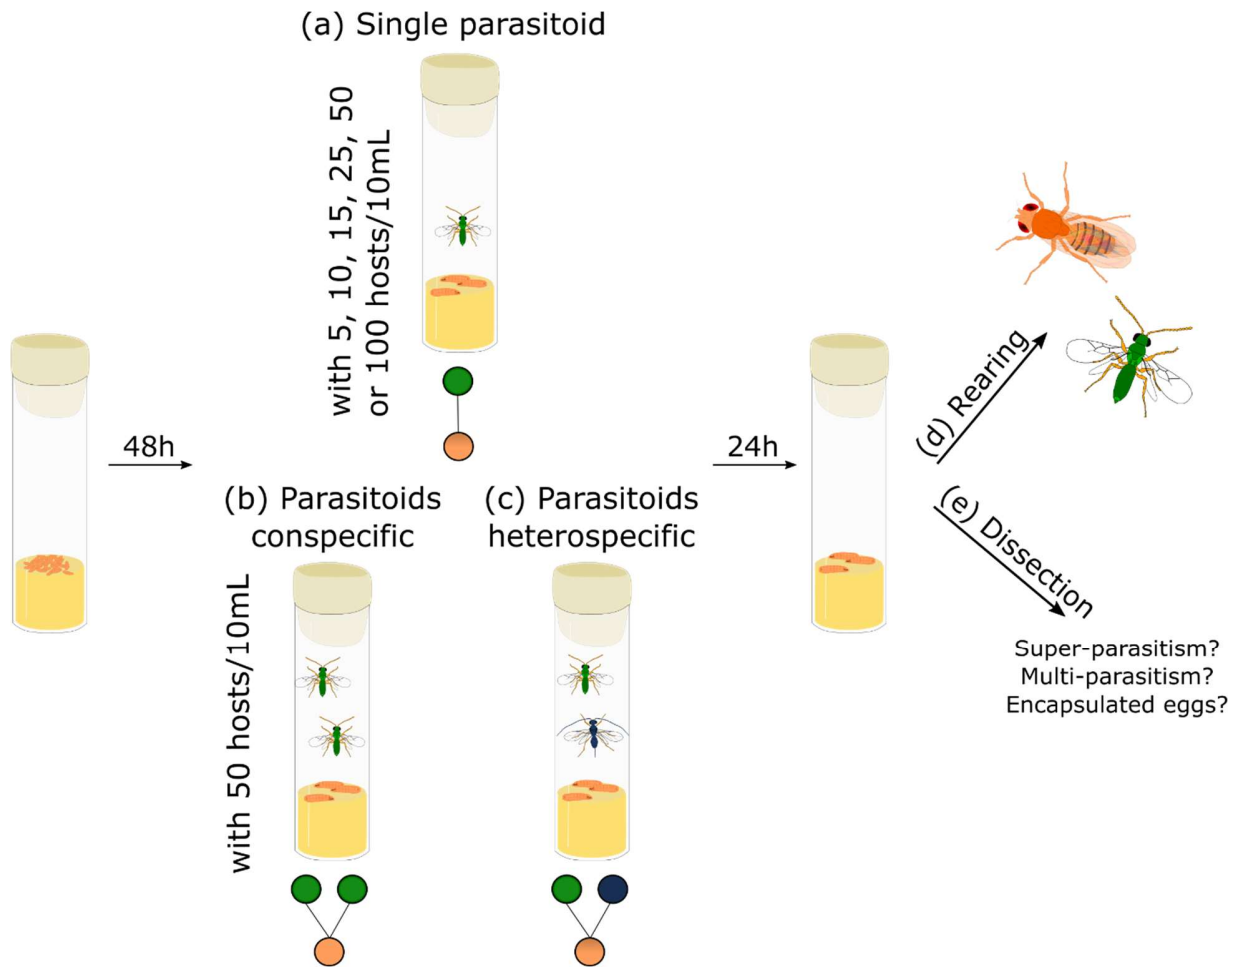 (a) Single parasitoid
with 5, 10, 15, 25, 50
or 100 hosts/10mL
48h
(b) Parasitoids
conspecific
with 50 hosts/10mL
(c) Parasitoids
heterospecific
24h
(d) Rearing
(e) Dissection
Super-parasitism?
Multi-parasitism?
Encapsulated eggs?